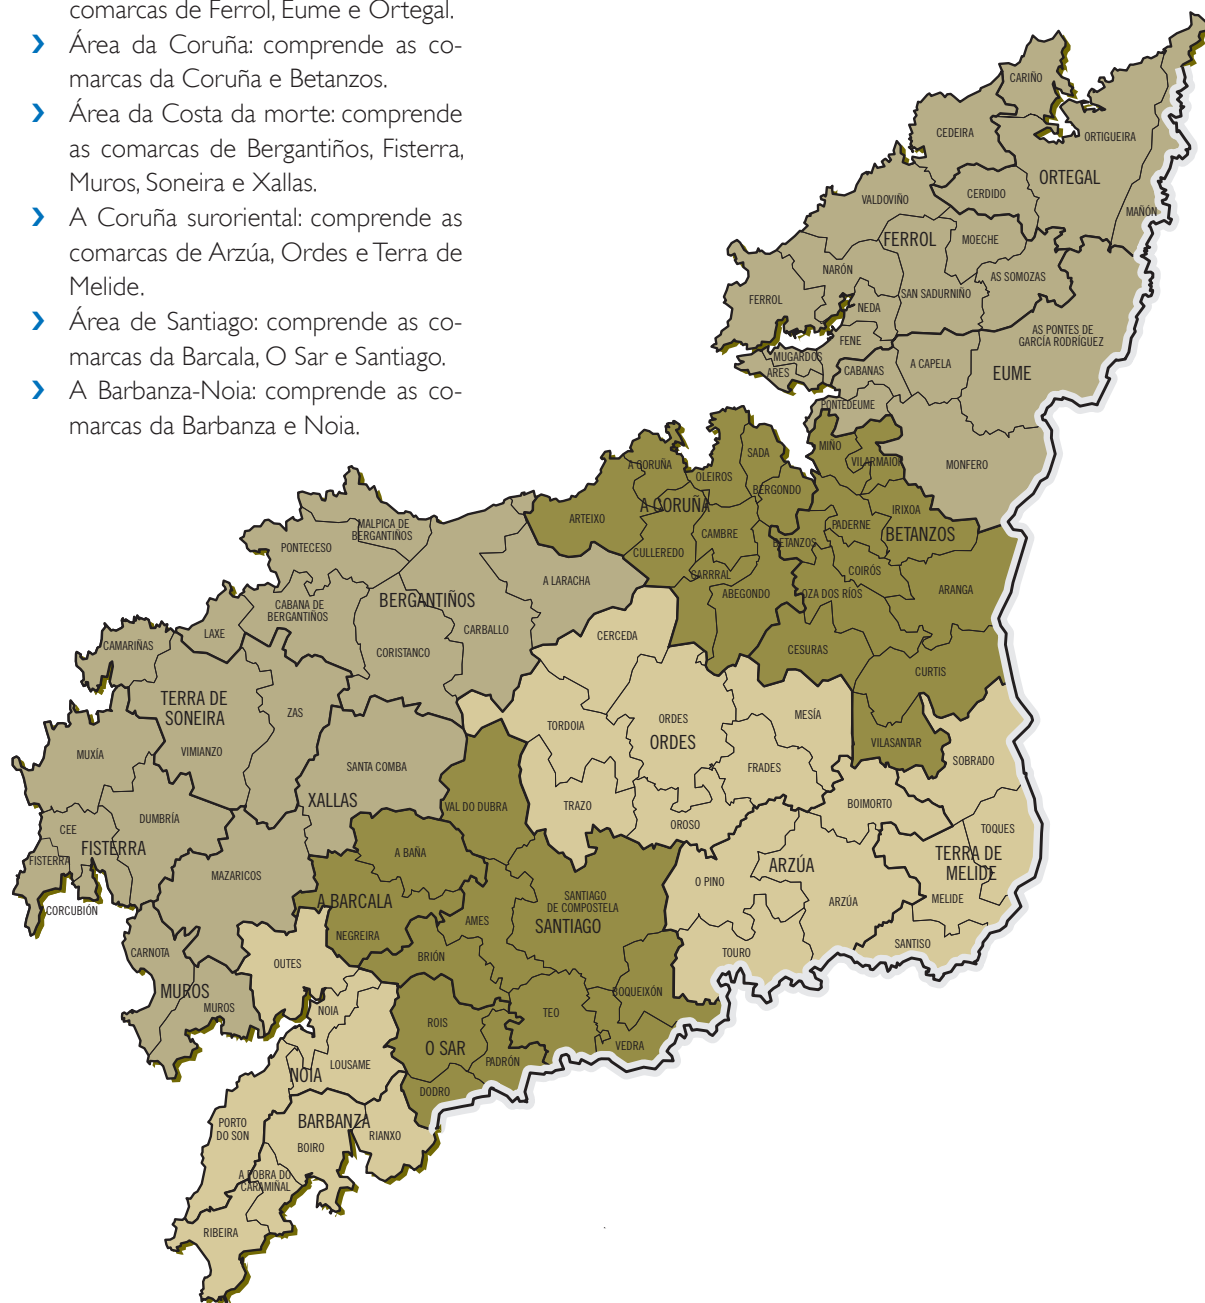 comarcas de Ferrol, Eume e Ortegal.
› Área da Coruña: comprende as co-
marcas da Coruña e Betanzos.
› Área da Costa da morte: comprende
as comarcas de Bergantiños, Fisterra,
Muros, Soneira e Xallas.
› A Coruña suroriental: comprende as
comarcas de Arzúa, Ordes e Terra de
Melide.
› Área de Santiago: comprende as co-
marcas da Barcala, O Sar e Santiago.
› A Barbanza-Noia: comprende as co-
marcas da Barbanza e Noia.
CARIÑO
CEDEIRA
ORTIGUEIRA
ORTEGAL
CERDIDO
VALDOVIÑO
MAÑÓN
FERROL
MOECHE
NARÓN
AS SOMOZAS
FERROL
SAN SADURNIÑO
NEDA
AS PONTES DE
GARCÍA RODRÍGUEZ
FENE
MUGARDOS
ARES
CABANAS
A CAPELA
EUME
PONTEDEUME
MONFERO
MIÑO
VILARMAIOR
SADA
A CORUÑA
OLEIROS
BERGONDO
A CORUÑA
ARTEIXO
IRIXOA
PADERNE
BETANZOS
CAMBRE
BETANZOS
CULLEREDO
COIRÓS
CARRRAL
ABEGONDO
OZA DOS RÍOS
ARANGA
CESURAS
CURTIS
VILASANTAR
MALPICA DE
BERGANTIÑOS
PONTECESO
A LARACHA
BERGANTIÑOS
CABANA DE
BERGANTIÑOS
CARBALLO
LAXE
CORISTANCO
CAMARIÑAS
TERRA DE
SONEIRA
ZAS
VIMIANZO
MUXÍA
SANTA COMBA
XALLAS
DUMBRÍA
CEE
FISTERRA
FISTERRA
MAZARICOS
CORCUBIÓN
CARNOTA
MUROS
MUROS
CERCEDA
TORDOIA
ORDES
ORDES
MESÍA
FRADES
TRAZO
OROSO
SOBRADO
BOIMORTO
TOQUES
TERRA DE
MELIDE
ARZÚA
O PINO
ARZÚA
MELIDE
SANTISO
TOURO
VAL DO DUBRA
A BAÑA
A BARCALA
NEGREIRA
SANTIAGO
DE COMPOSTELA
SANTIAGO
AMES
BRIÓN
BOQUEIXÓN
TEO
VEDRA
ROIS
O SAR
PADRÓN
DODRO
OUTES
NOIA
LOUSAME
NOIA
PORTO
DO SON
BARBANZA
RIANXO
BOIRO
A POBRA DO
CARAMIÑAL
RIBEIRA